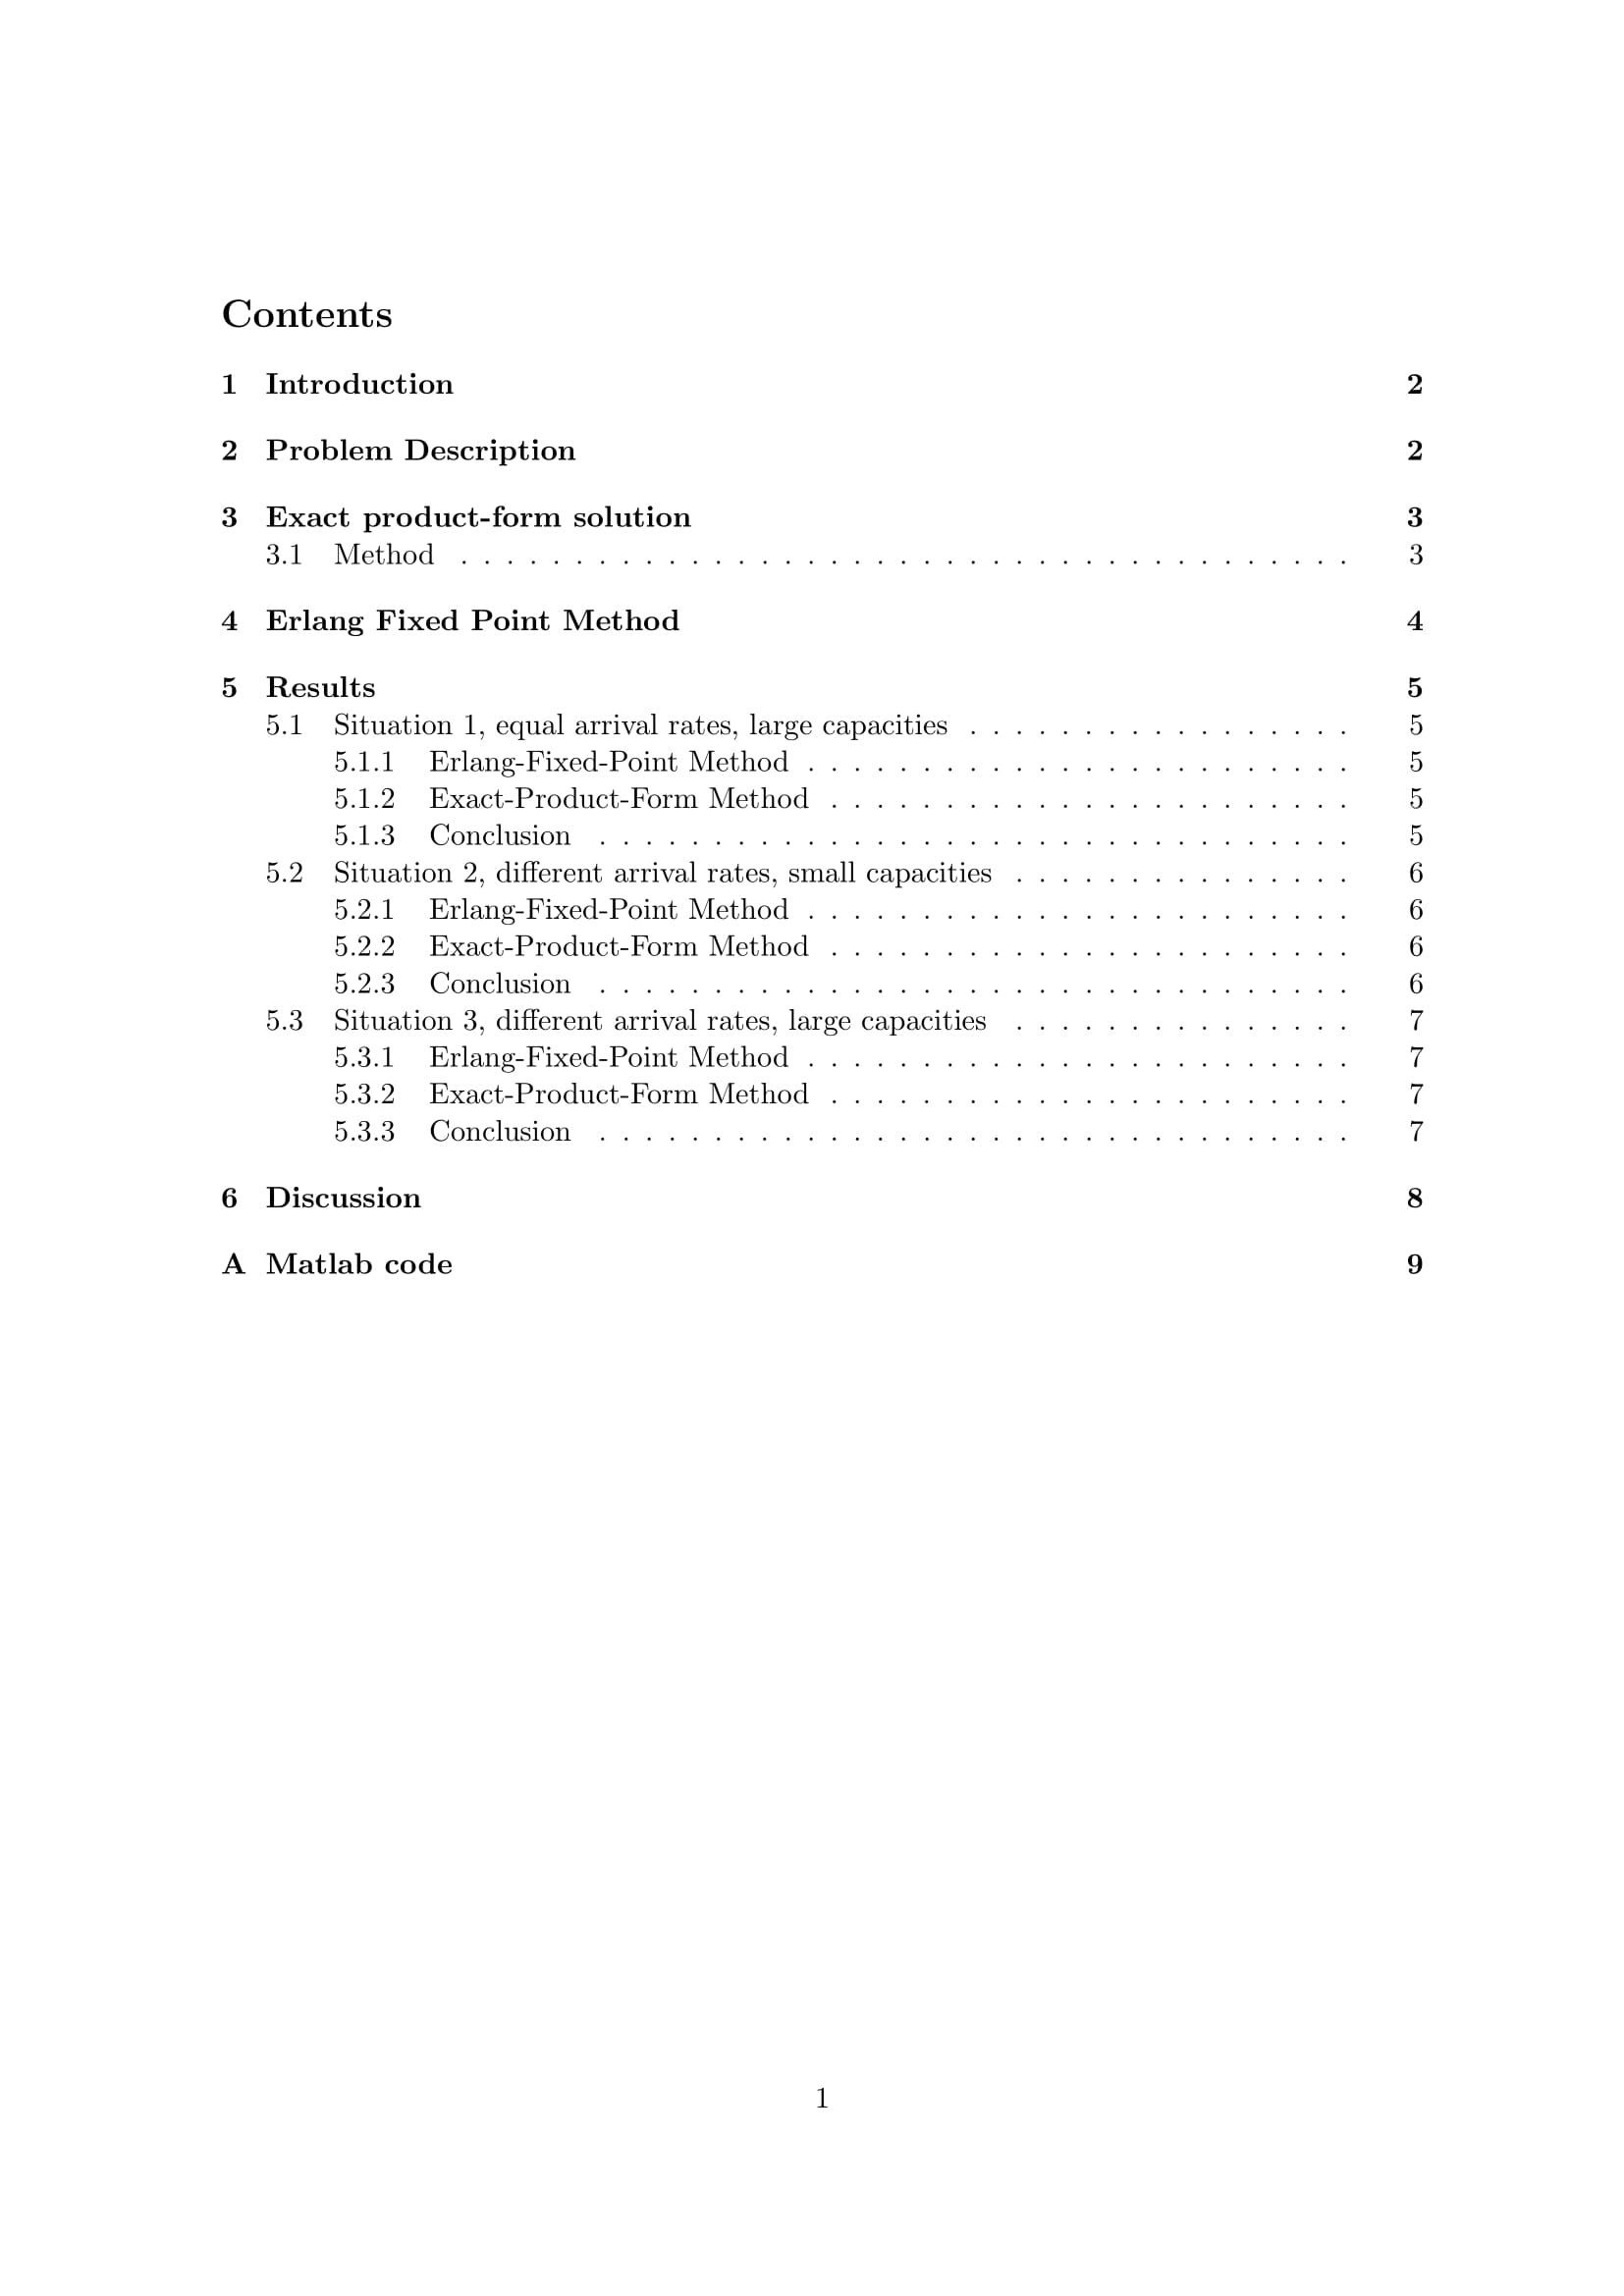 Contents
1 Introduction 2
2 Problem Description 2
3 Exact product-form solution 3
3.1 Method . . . . . . . . . . . . . . . . . . . . . . . . . . . . . . . . . . . . . . . 3
4 Erlang Fixed Point Method 4
5 Results 5
5.1 Situation 1, equal arrival rates, large capacities . . . . . . . . . . . . . . . . . 5
5.1.1 Erlang-Fixed-Point Method . . . . . . . . . . . . . . . . . . . . . . . . 5
5.1.2 Exact-Product-Form Method . . . . . . . . . . . . . . . . . . . . . . . 5
5.1.3 Conclusion . . . . . . . . . . . . . . . . . . . . . . . . . . . . . . . . . 5
5.2 Situation 2, different arrival rates, small capacities . . . . . . . . . . . . . . . 6
5.2.1 Erlang-Fixed-Point Method . . . . . . . . . . . . . . . . . . . . . . . . 6
5.2.2 Exact-Product-Form Method . . . . . . . . . . . . . . . . . . . . . . . 6
5.2.3 Conclusion . . . . . . . . . . . . . . . . . . . . . . . . . . . . . . . . . 6
5.3 Situation 3, different arrival rates, large capacities . . . . . . . . . . . . . . . 7
5.3.1 Erlang-Fixed-Point Method . . . . . . . . . . . . . . . . . . . . . . . . 7
5.3.2 Exact-Product-Form Method . . . . . . . . . . . . . . . . . . . . . . . 7
5.3.3 Conclusion . . . . . . . . . . . . . . . . . . . . . . . . . . . . . . . . . 7
6 Discussion 8
A Matlab code 9
1